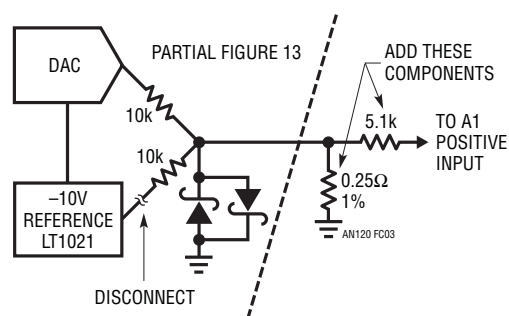 DAC
PARTIAL FIGURE 13
ADD THESE
COMPONENTS
10k
5.1k
TO A1
POSITIVE
INPUT
10k
0.25Ω
1%
–10V
REFERENCE
LT1021
AN120 FC03
DISCONNECT